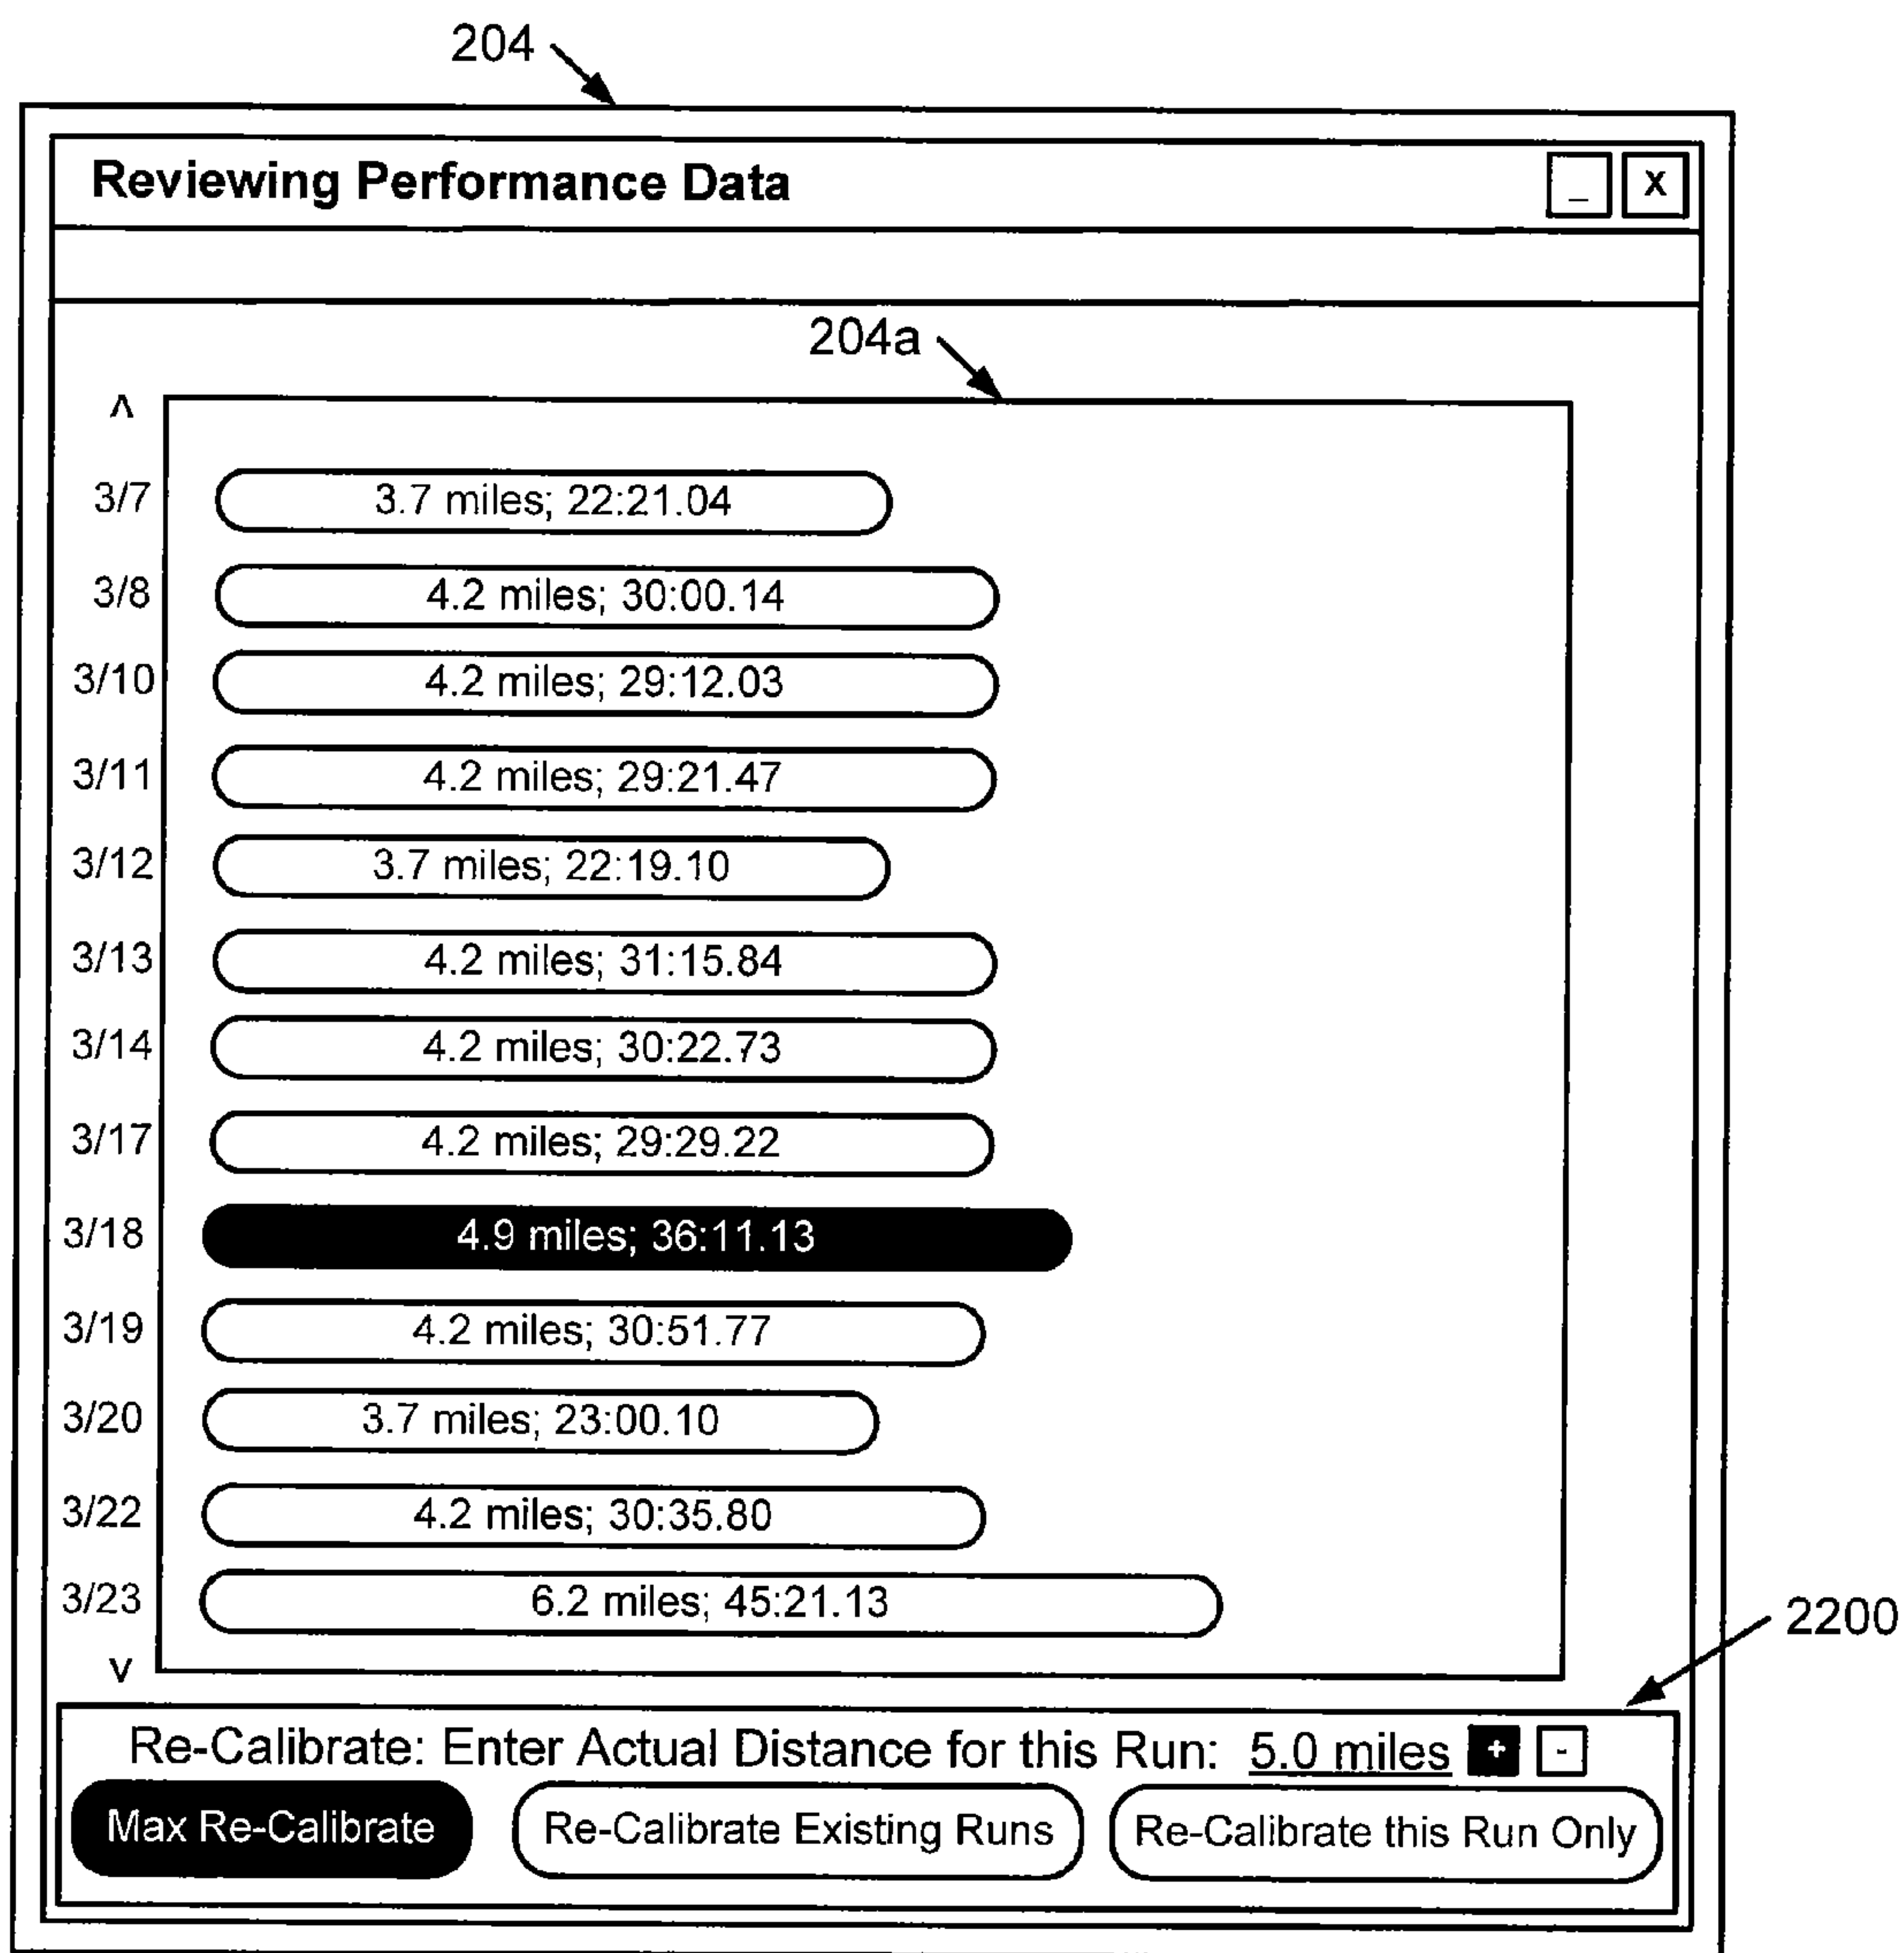 204
Reviewing Performance Data _ X
204a
^
3/7 3.7 miles; 22:21.04
3/8 4.2 miles; 30:00.14
3/10 4.2 miles; 29:12.03
3/11 4.2 miles; 29:21.47
3/12 3.7 miles; 22:19.10
3/13 4.2 miles; 31:15.84
3/14 4.2 miles; 30:22.73
3/17 4.2 miles; 29:29.22
3/18 4.9 miles; 36:11.13
3/19 4.2 miles; 30:51.77
3/20 3.7 miles; 23:00.10
3/22 4.2 miles; 30:35.80
3/23 6.2 miles; 45:21.13
v
2200
Re-Calibrate: Enter Actual Distance for this Run: 5.0 miles + -
Max Re-Calibrate Re-Calibrate Existing Runs Re-Calibrate this Run Only